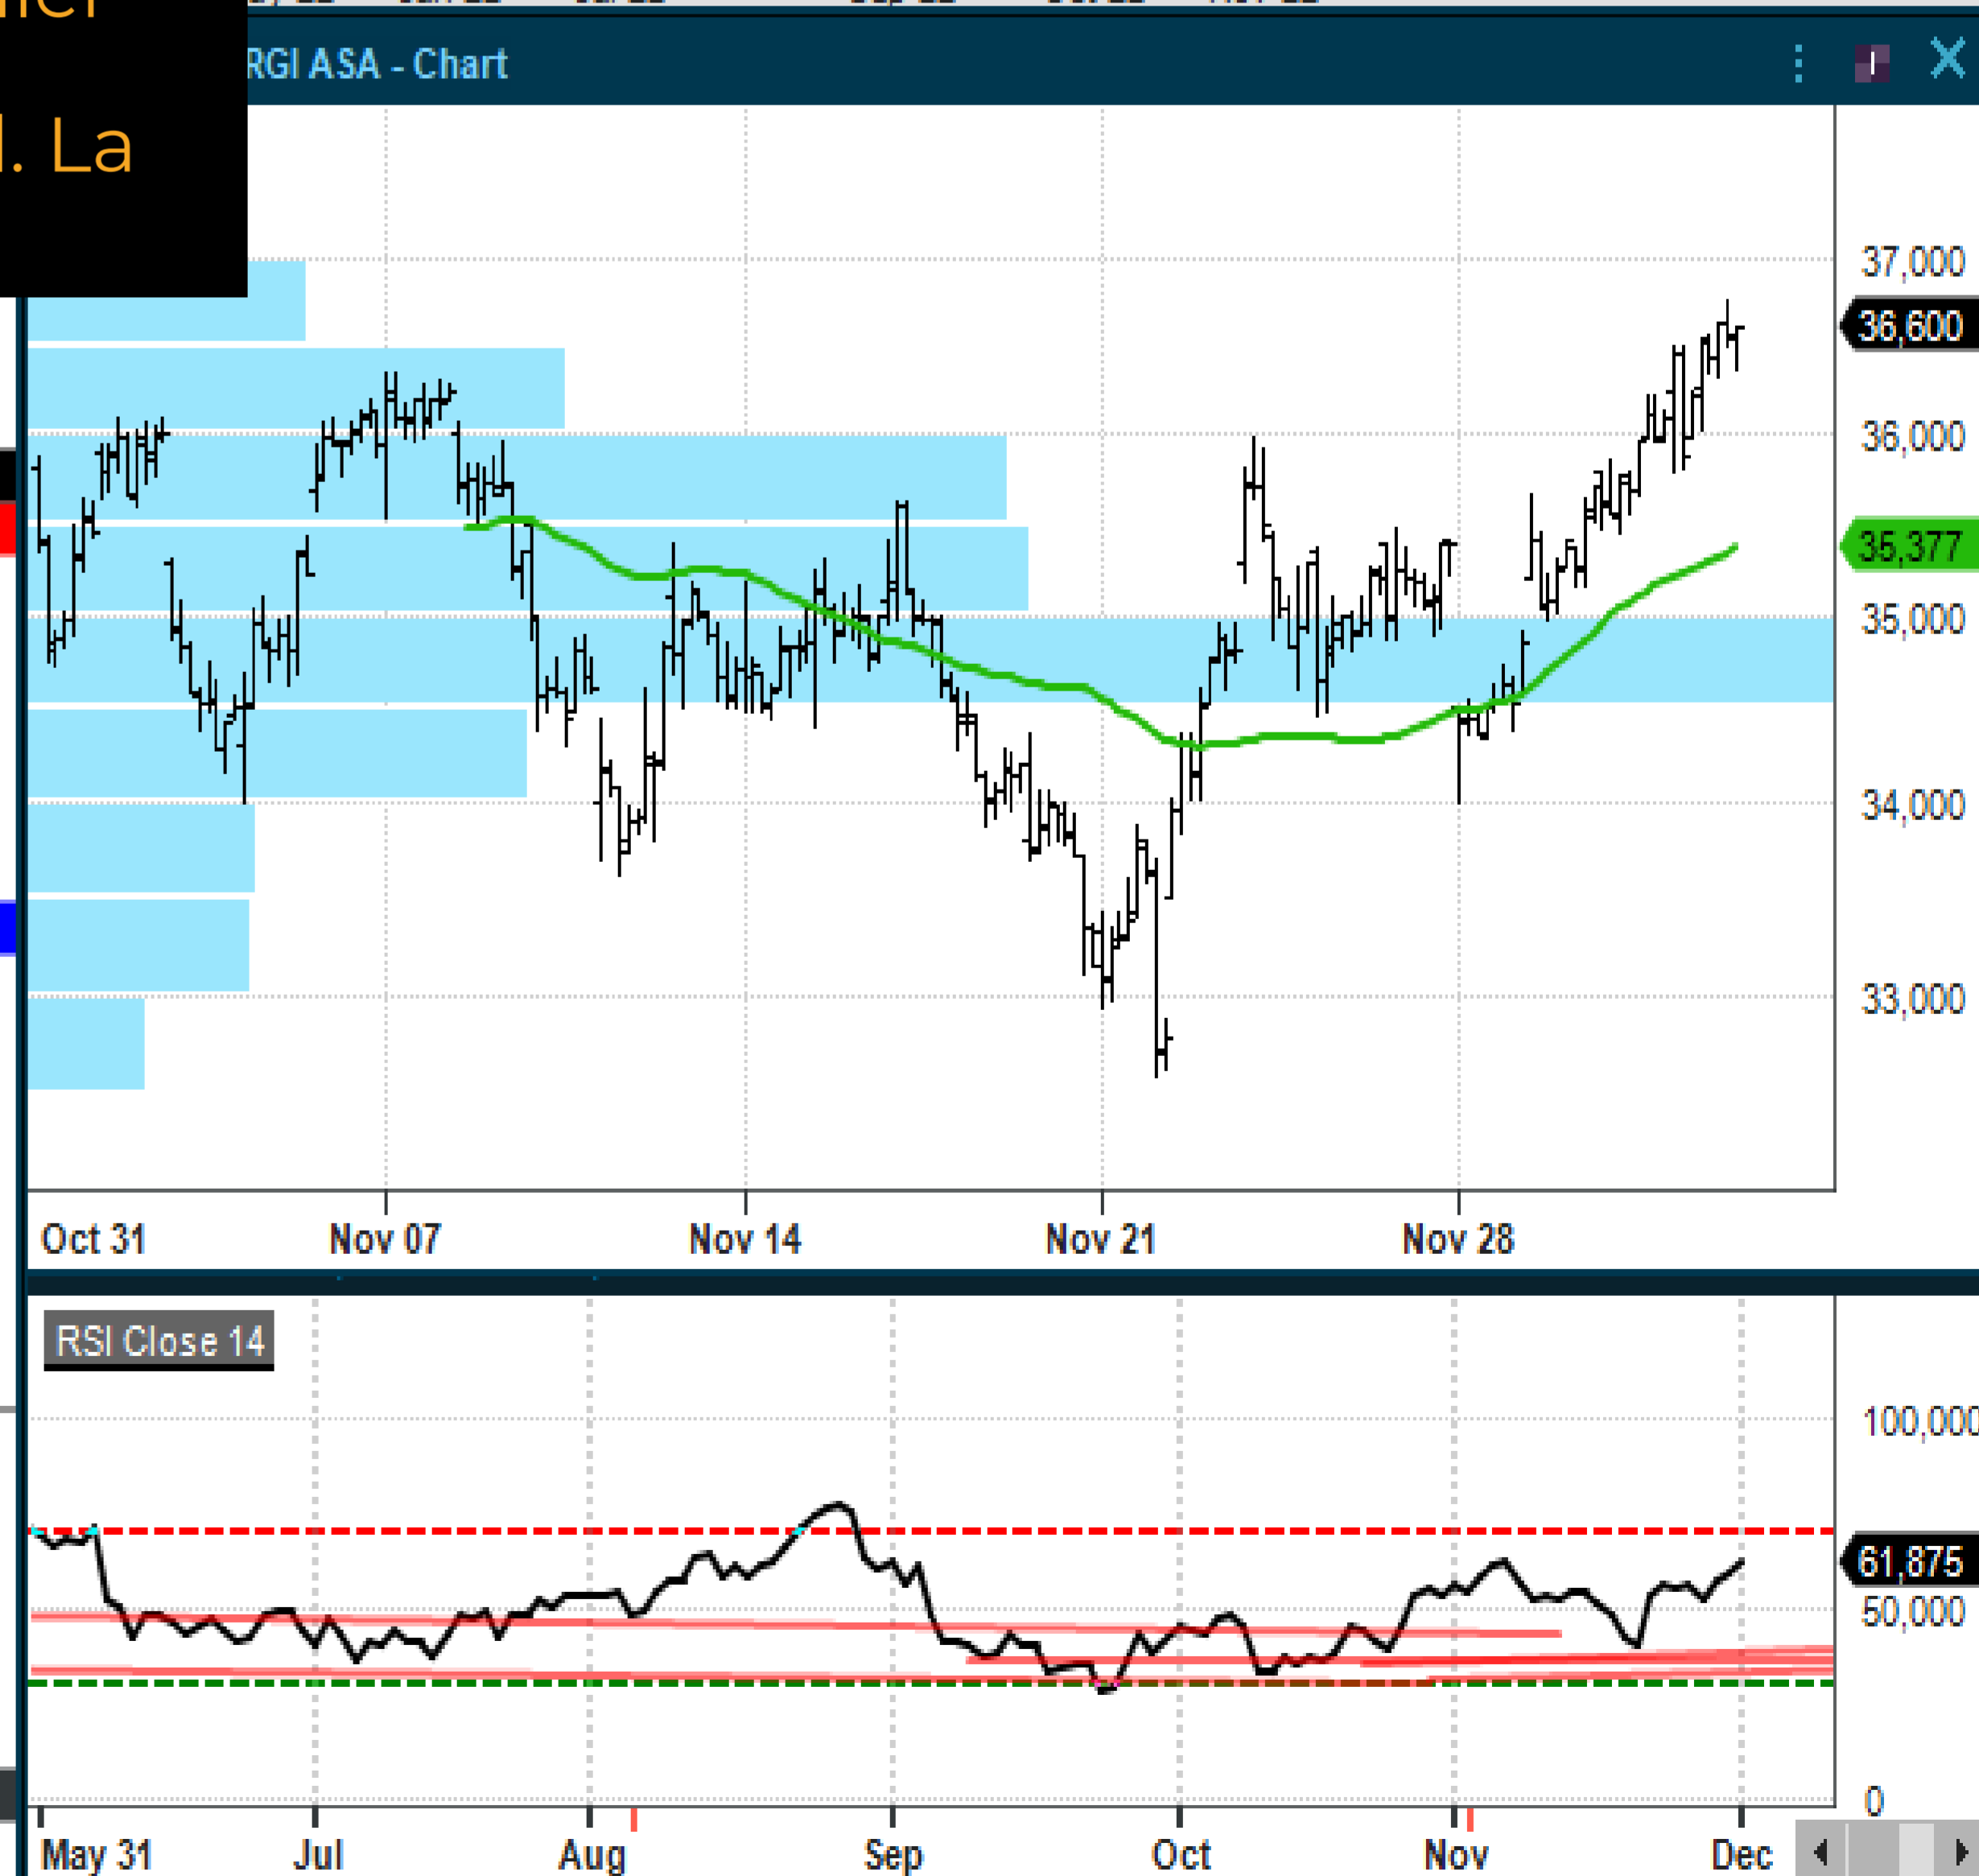 . La
RGI ASA - Chart
37,000
36,600
36,000
35,377
35,000
34,000
33,000
Oct 31 Nov 07 Nov 14 Nov 21 Nov 28
RSI Close 14
100,000
61,875
50,000
0
May 31 Jul Aug Sep Oct Nov Dec